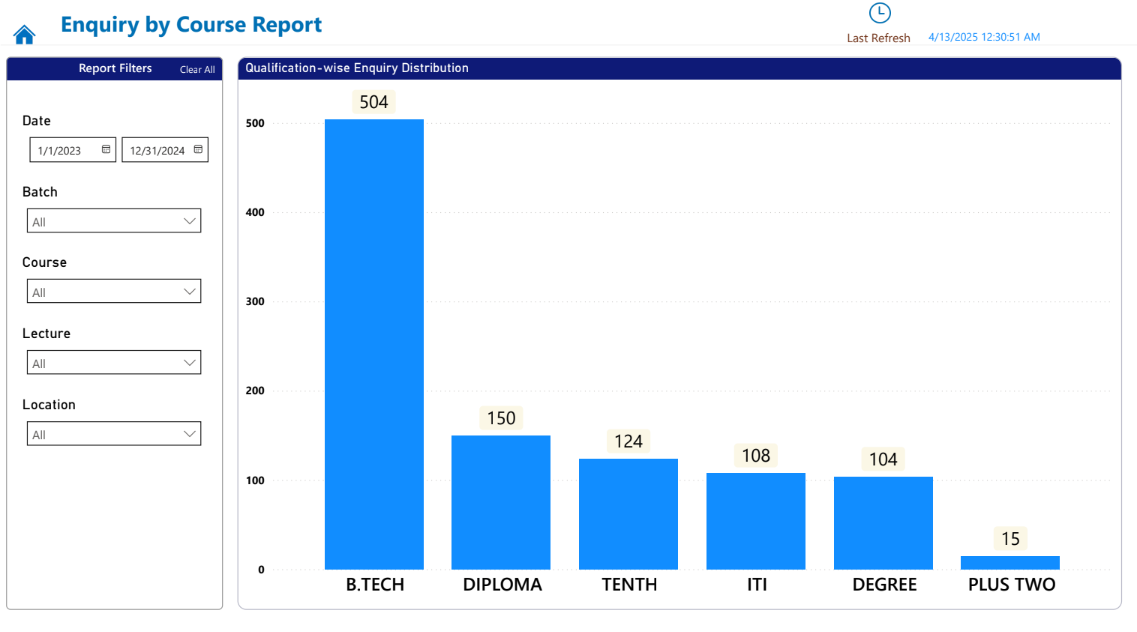 Enquiry by Course Report
Last Refresh 4/13/2025 12:30:51 AM
Report Filters Clear All
Date
1/1/2023 12/31/2024
Batch
All
Course
All
Lecture
All
Location
All
Qualification-wise Enquiry Distribution
500
400
300
200
100
0
504
150
124
108
104
15
B.TECH DIPLOMA TENTH ITI DEGREE PLUS TWO